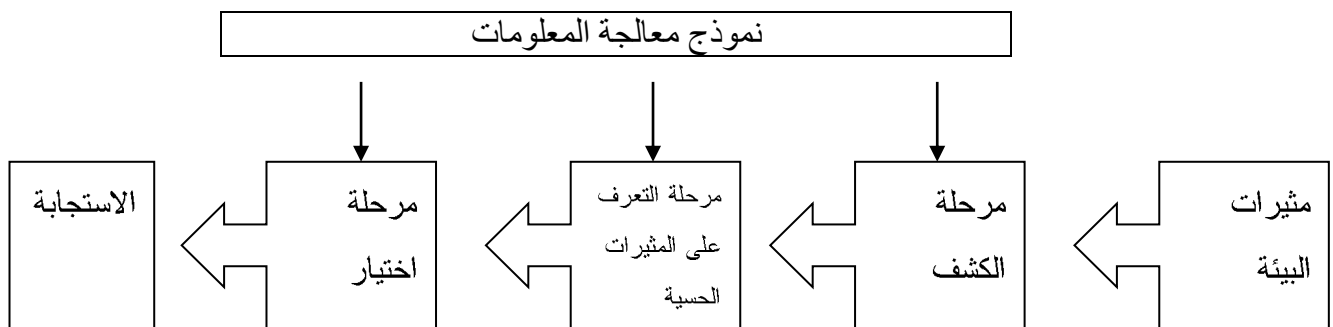 نموذج معالجة المعلومات
مثيرات
البيئة
مرحلة
الكشف
مرحلة التعرف
على المثيرات
الحسية
مرحلة
اختيار
الاستجابة